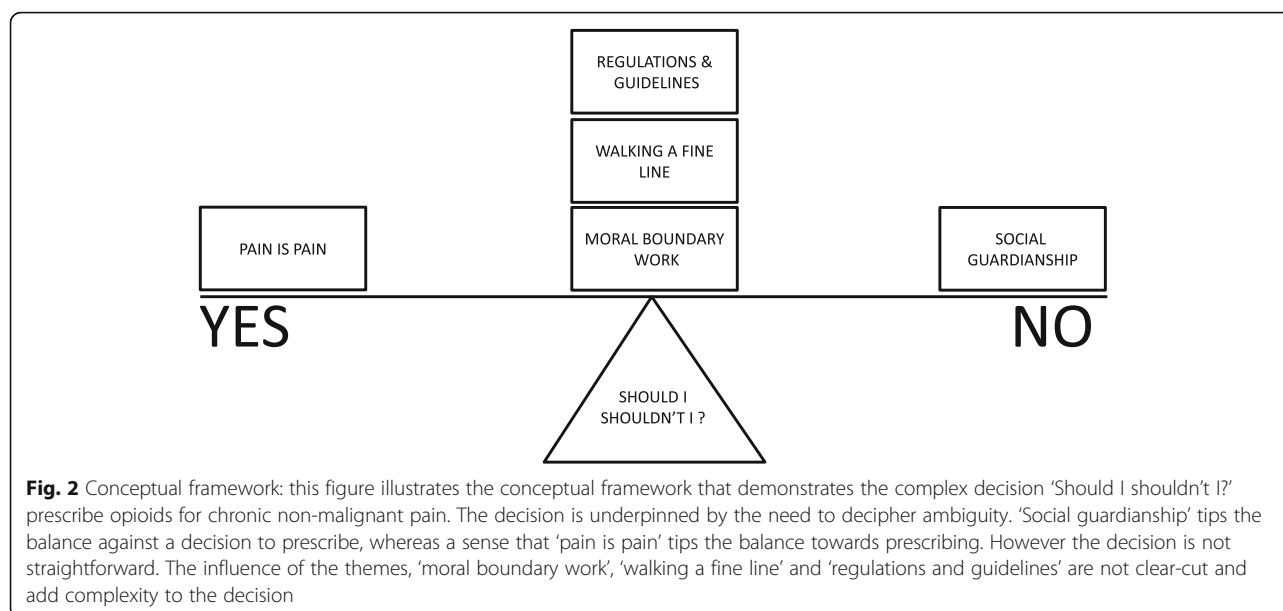 REGULATIONS &
GUIDELINES
WALKING A FINE
LINE
PAIN IS PAIN
MORAL BOUNDARY
WORK
SOCIAL
GUARDIANSHIP
YES
NO
SHOULD I
SHOULDN'T I ?
Fig. 2 Conceptual framework: this figure illustrates the conceptual framework that demonstrates the complex decision ‘Should I shouldn’t I?’
prescribe opioids for chronic non-malignant pain. The decision is underpinned by the need to decipher ambiguity. ‘Social guardianship’ tips the
balance against a decision to prescribe, whereas a sense that ‘pain is pain’ tips the balance towards prescribing. However the decision is not
straightforward. The influence of the themes, ‘moral boundary work’, ‘walking a fine line’ and ‘regulations and guidelines’ are not clear-cut and
add complexity to the decision